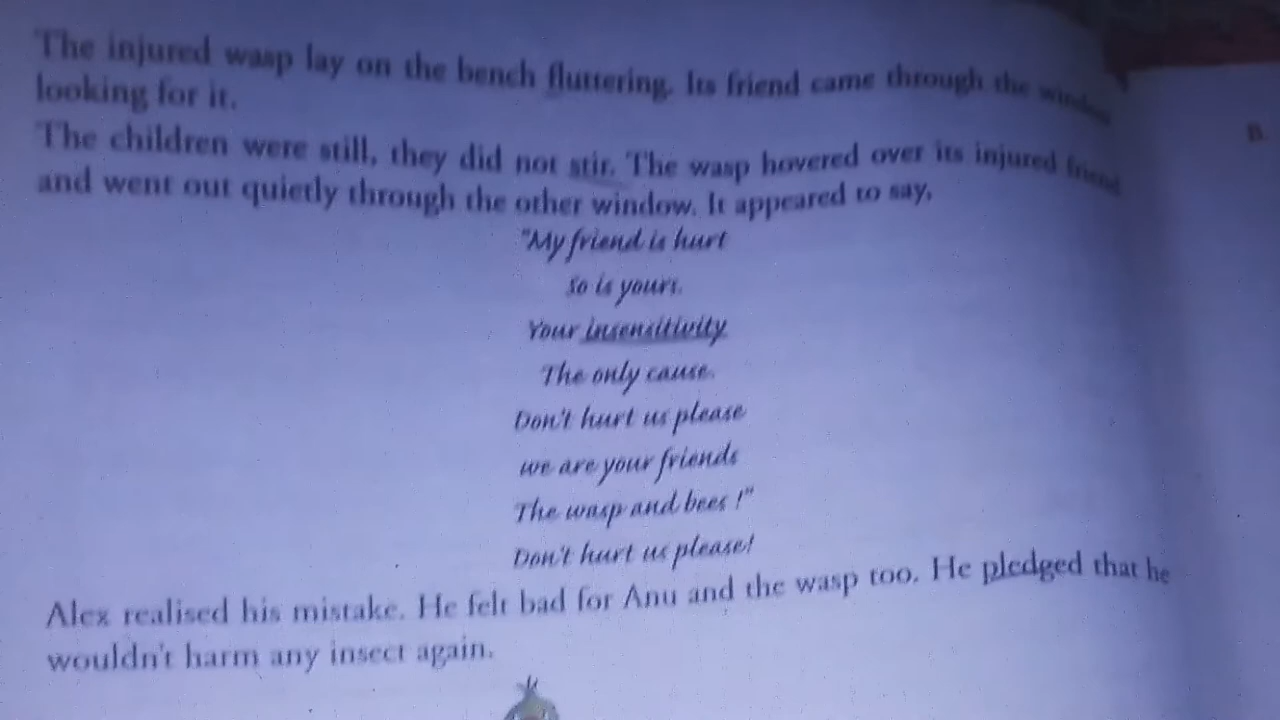 The injured wasp lay on the bench fluttering. Its friend came through the window
looking for it.
The children were still, they did not stir. The wasp hovered over its injured friend
and went out quietly through the other window. It appeared to say,
"My friend is hurt
so is yours.
Your insensitivity
The only cause.
Don't hurt us please
we are your friends
The wasp and bees !"
Don't hurt us please!
Alex realised his mistake. He felt bad for Anu and the wasp too. He pledged that he
wouldn't harm any insect again.
B.